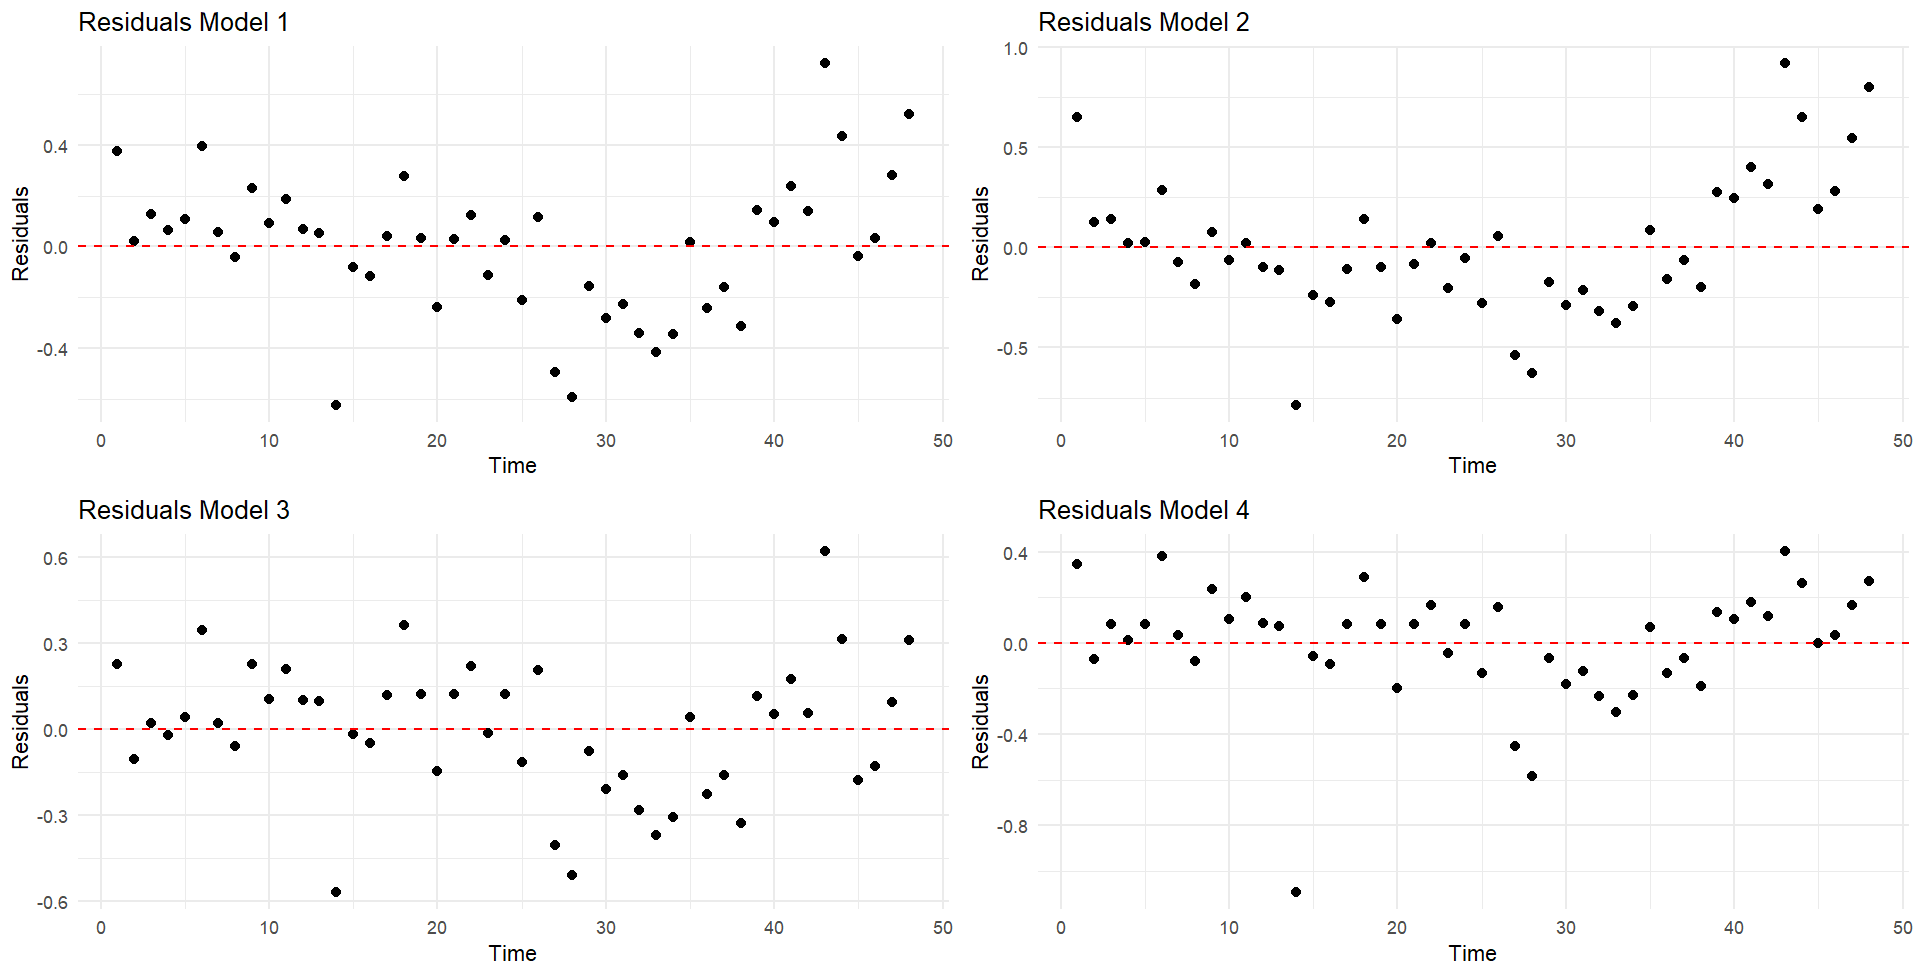 Residuals Model 1
Residuals
0.4
0.0
-0.4
0 10 20 30 40 50
Time
Residuals Model 2
Residuals
1.0
0.5
0.0
-0.5
0 10 20 30 40 50
Time
Residuals Model 3
Residuals
0.6
0.3
0.0
-0.3
-0.6
0 10 20 30 40 50
Time
Residuals Model 4
Residuals
0.4
0.0
-0.4
-0.8
0 10 20 30 40 50
Time